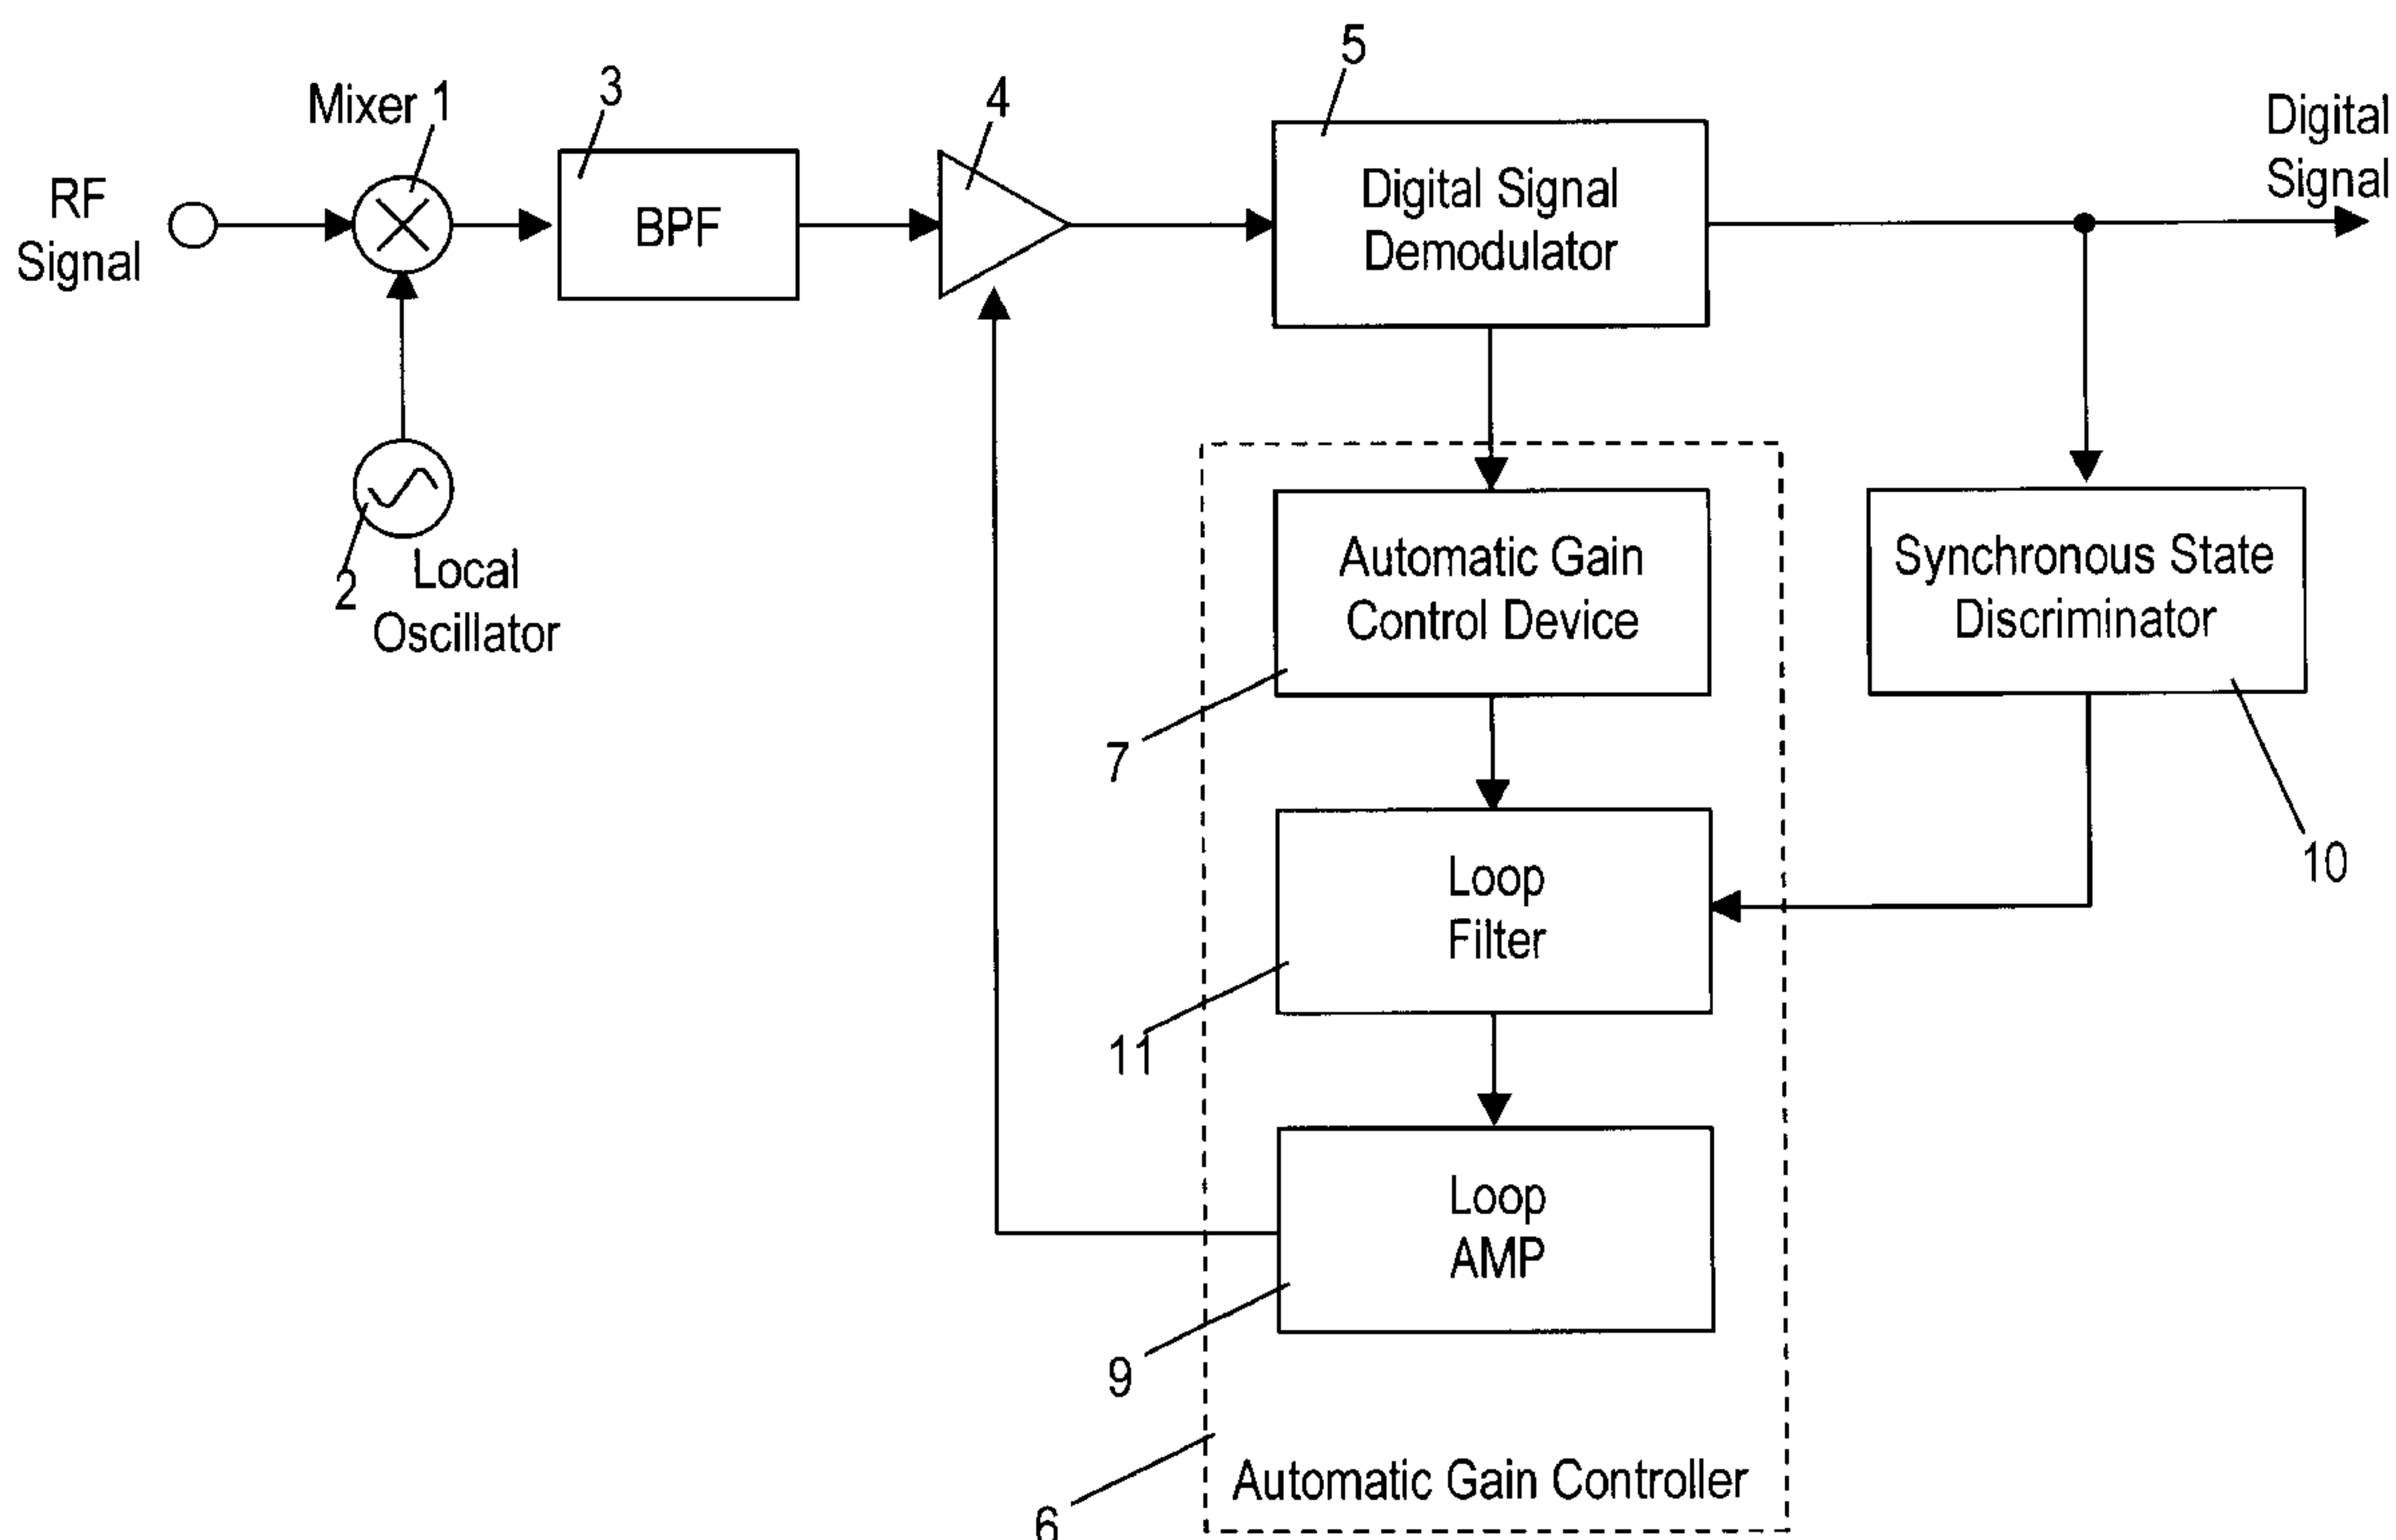 5
3
4
Mixer 1
Digital
Signal
RF
Signal
BPF
Digital Signal
Demodulator
2
Local
Oscillator
Automatic Gain
Control Device
Synchronous State
Discriminator
7
10
Loop
Filter
11
Loop
AMP
9
Automatic Gain Controller
6